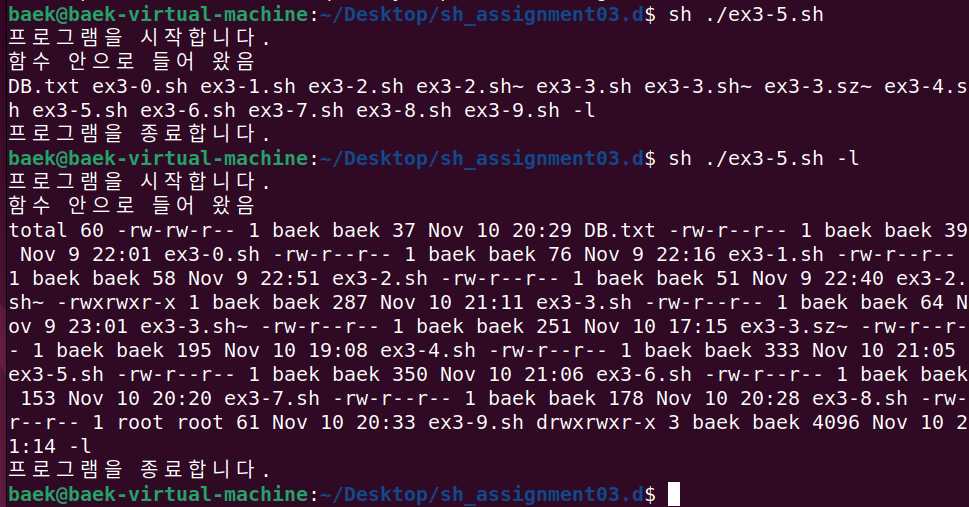 baek@baek-virtual-machine:~/Desktop/sh_assignment03.d$ sh ./ex3-5.sh
프로그램을 시작합니다.
함수 안으로 들어 왔음
DB.txt ex3-0.sh ex3-1.sh ex3-2.sh ex3-2.sh~ ex3-3.sh ex3-3.sh~ ex3-3.sz~ ex3-4.s
h ex3-5.sh ex3-6.sh ex3-7.sh ex3-8.sh ex3-9.sh -l
프로그램을 종료합니다.
baek@baek-virtual-machine:~/Desktop/sh_assignment03.d$ sh ./ex3-5.sh -l
프로그램을 시작합니다.
함수 안으로 들어 왔음
total 60 -rw-rw-r-- 1 baek baek 37 Nov 10 20:29 DB.txt -rw-r--r-- 1 baek baek 39
 Nov 9 22:01 ex3-0.sh -rw-r--r-- 1 baek baek 76 Nov 9 22:16 ex3-1.sh -rw-r--r--
1 baek baek 58 Nov 9 22:51 ex3-2.sh -rw-r--r-- 1 baek baek 51 Nov 9 22:40 ex3-2.
sh~ -rwxrwxr-x 1 baek baek 287 Nov 10 21:11 ex3-3.sh -rw-r--r-- 1 baek baek 64 N
ov 9 23:01 ex3-3.sh~ -rw-r--r-- 1 baek baek 251 Nov 10 17:15 ex3-3.sz~ -rw-r--r-
- 1 baek baek 195 Nov 10 19:08 ex3-4.sh -rw-r--r-- 1 baek baek 333 Nov 10 21:05
ex3-5.sh -rw-r--r-- 1 baek baek 350 Nov 10 21:06 ex3-6.sh -rw-r--r-- 1 baek baek
 153 Nov 10 20:20 ex3-7.sh -rw-r--r-- 1 baek baek 178 Nov 10 20:28 ex3-8.sh -rw-
r--r-- 1 root root 61 Nov 10 20:33 ex3-9.sh drwxrwxr-x 3 baek baek 4096 Nov 10 2
1:14 -l
프로그램을 종료합니다.
baek@baek-virtual-machine:~/Desktop/sh_assignment03.d$